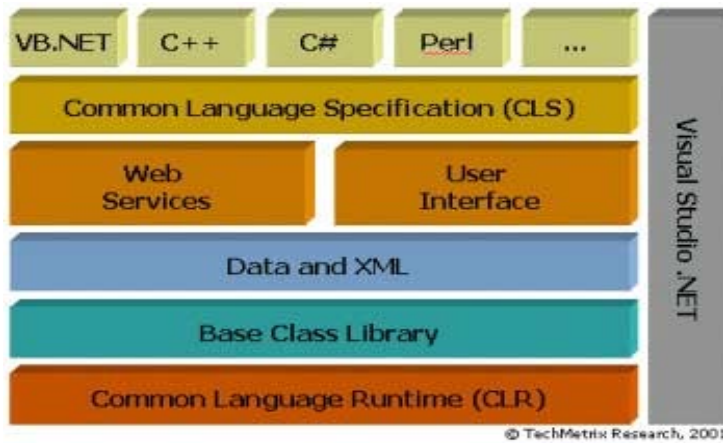 VB.NET
C++
C#
Perl
...
Common Language Specification (CLS)
Web
Services
User
Interface
Data and XML
Base Class Library
Common Language Runtime (CLR)
Visual Studio .NET
© TechMetrix Research, 2001